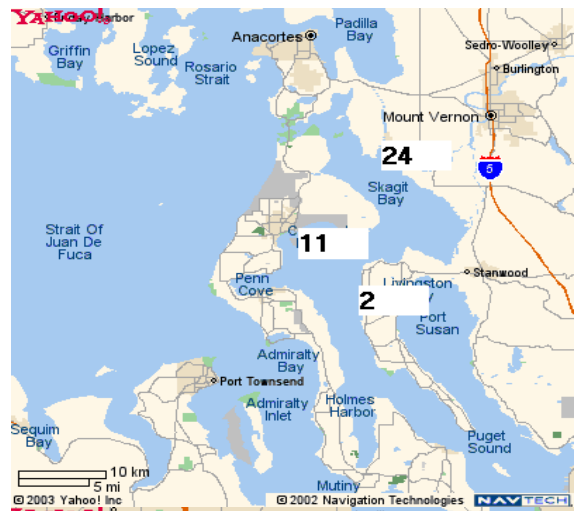 YAHOO!
Harbor
Padilla
Bay
Anacortes
Griffin
Bay
Lopez
Sound
Rosario
Strait
Sedro-Woolley
Burlington
Mount Vernon
24
5
Skagit
Bay
Strait Of
Juan De
Fuca
11
Penn
Cove
Stanwood
Livingston
2
Port
Susan
Admiralty
Bay
Port Townsend
Admiralty
Inlet
Holmes
Harbor
Sequim
Bay
Puget
Sound
10 km
5 mi
Mutiny
© 2003 Yahoo! Inc
© 2002 Navigation Technologies
NAVTECH